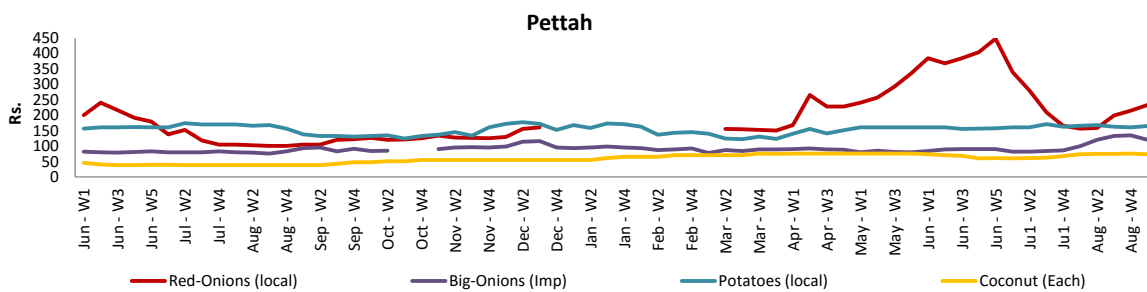 Pettah
Rs.
450
400
350
300
250
200
150
100
50
0
Jun - W1
Jun - W3
Jun - W5
Jul - W2
Jul - W4
Aug - W2
Aug - W4
Sep - W2
Sep - W4
Oct - W2
Oct - W4
Nov - W2
Nov - W4
Dec - W2
Dec - W4
Jan - W2
Jan - W4
Feb - W2
Feb - W4
Mar - W2
Mar - W4
Apr - W1
Apr - W3
May - W1
May - W3
Jun - W1
Jun - W3
Jun - W5
Ju1 - W2
Ju1 - W4
Aug - W2
Aug - W4
Red-Onions (local) Big-Onions (Imp) Potatoes (local) Coconut (Each)